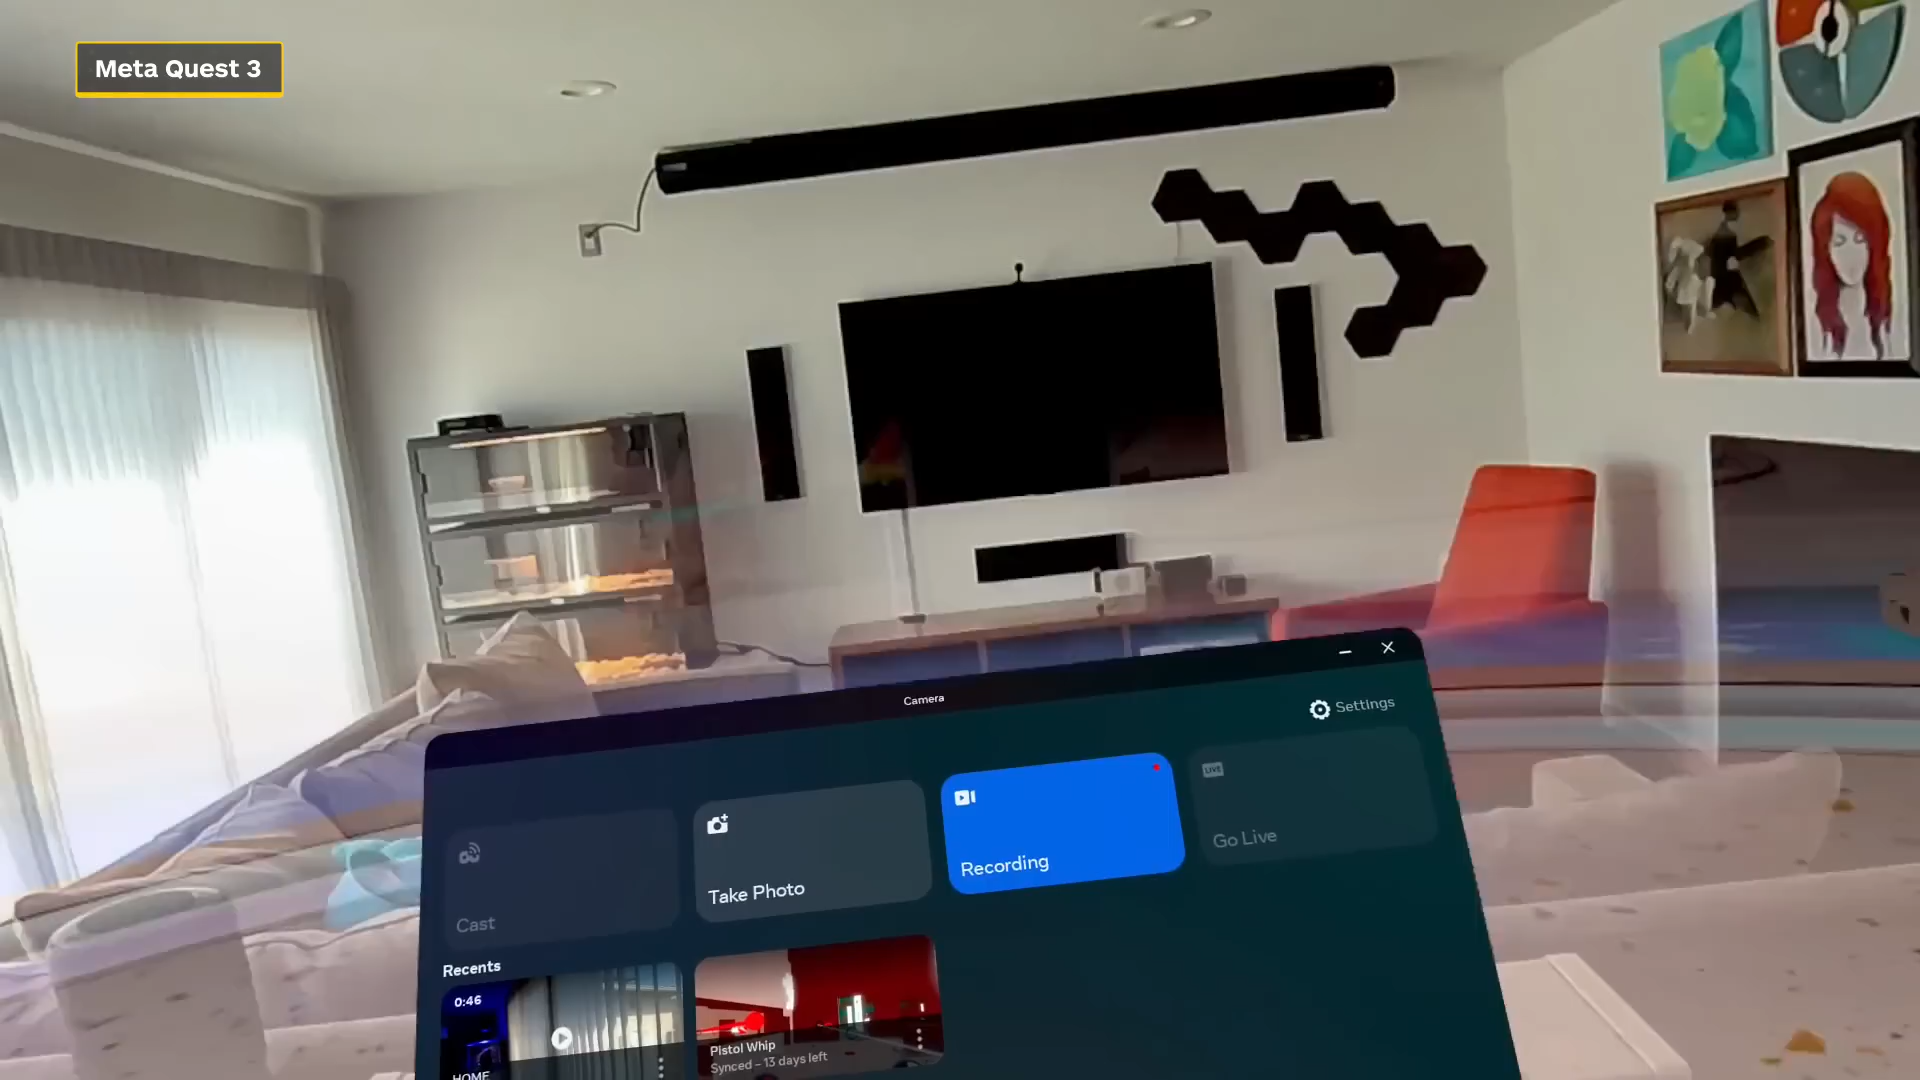 Meta Quest 3
Camera
Settings
Cast
Take Photo
Recording
LIVE
Go Live
Recents
0:46
HOME
Pistol Whip
Synced – 13 days left